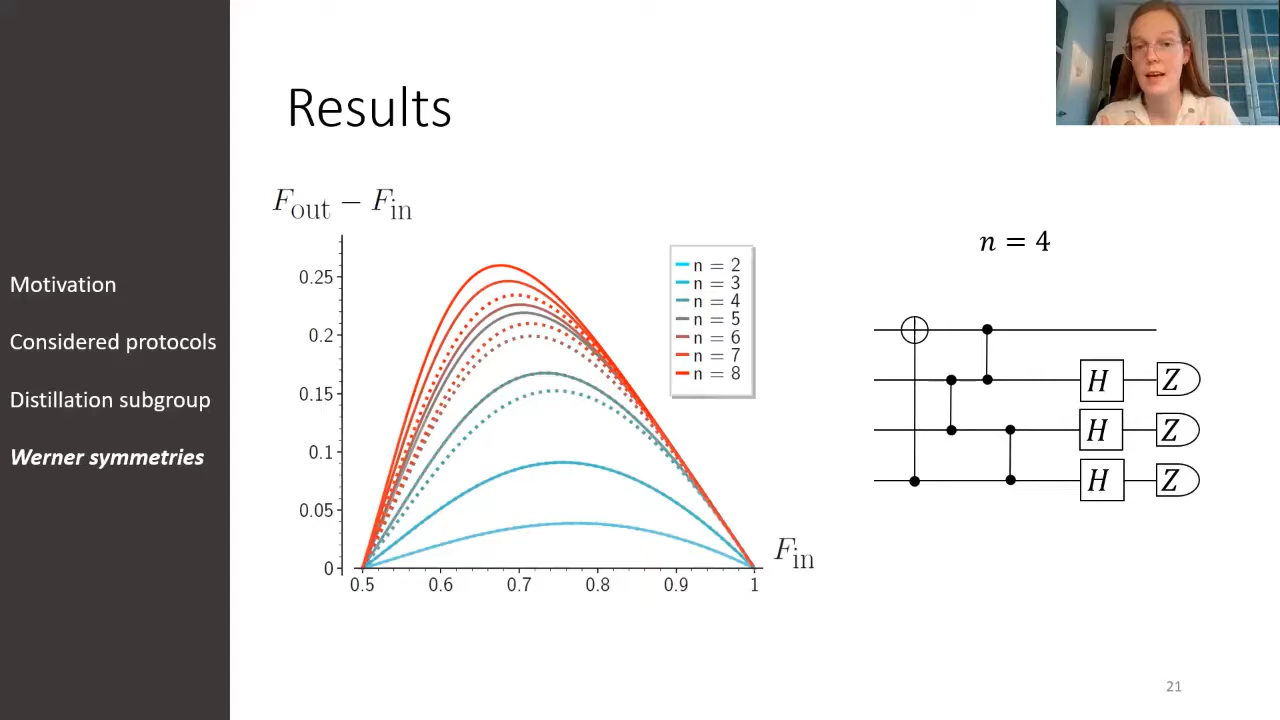 Results
Motivation
Considered protocols
Distillation subgroup
Werner symmetries
F_out − F_in
0.25
0.2
0.15
0.1
0.05
0
0.5 0.6 0.7 0.8 0.9 1
F_in
n = 2
n = 3
n = 4
n = 5
n = 6
n = 7
n = 8
n = 4
H Z
H Z
H Z
21